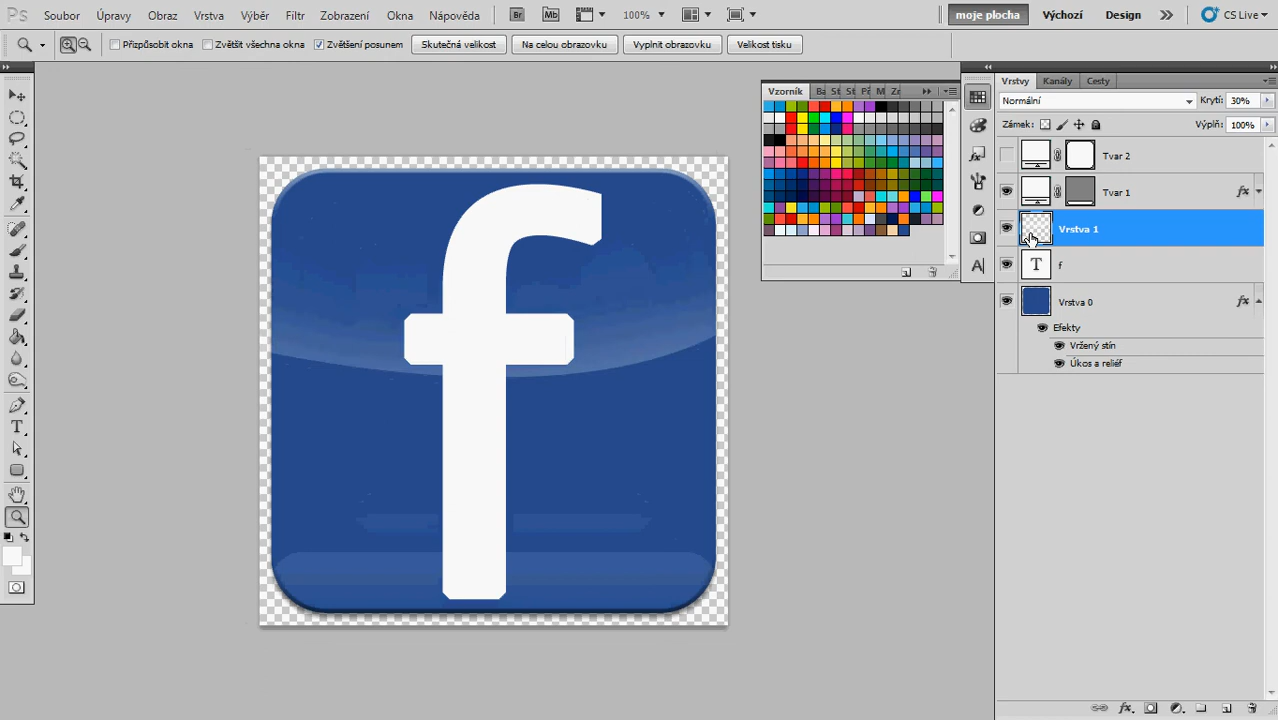 Ps Soubor Úpravy Obraz Vrstva Výběr Filtr Zobrazení Okna Nápověda Br Mb 100% moje plocha Výchozí Design CS Live
Přizpůsobit okna Zvětšit všechna okna Zvětšení posunem Skutečná velikost Na celou obrazovku Vyplnit obrazovku Velikost tisku
Vzorník
Vrstvy Kanály Cesty
Normální Krytí: 30%
Zámek: Výplň: 100%
Tvar 2
Tvar 1 fx
Vrstva 1
T f
Vrstva 0 fx
Efekty
Vržený stín
Úkos a reliéf
f